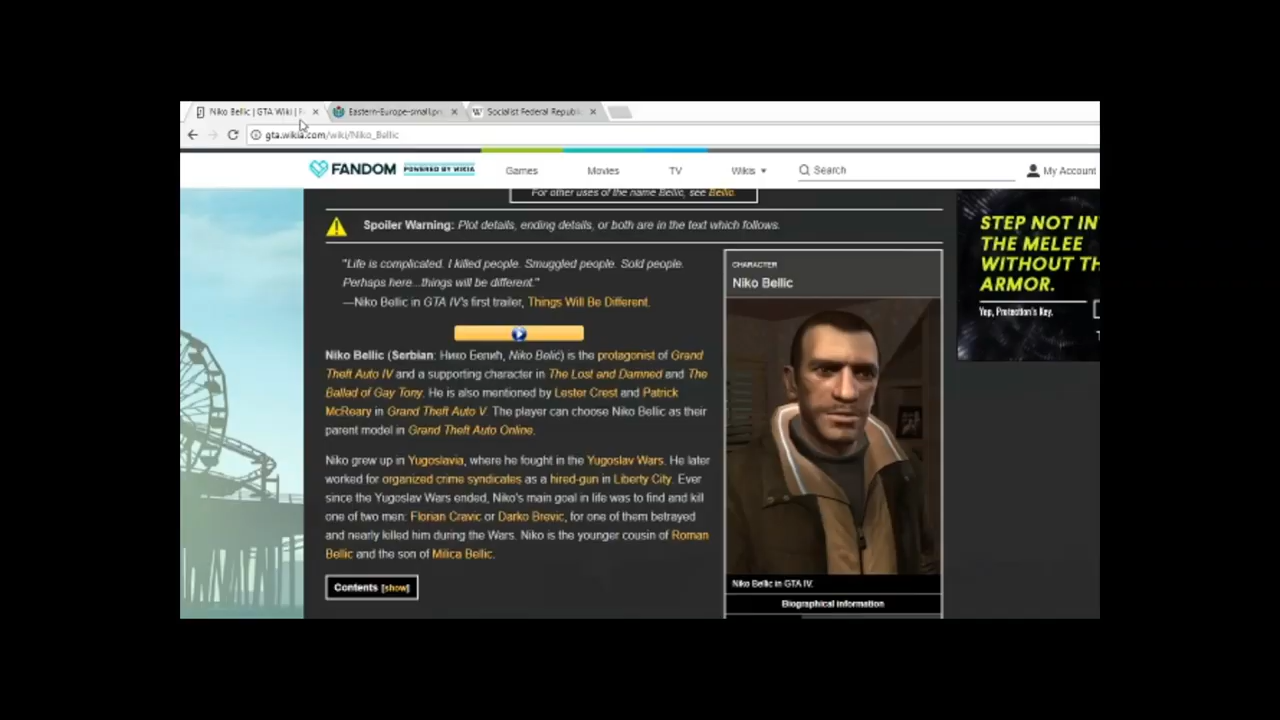 Niko Bellic | GTA Wiki |
Eastern-Europe-small.pn
Socialist Federal Republi
gta.wikia.com/wiki/Niko_Bellic
FANDOM POWERED BY WIKIA
Games
Movies
TV
Wikis
Search
My Account
For other uses of the name Bellic, see Bellic.
Spoiler Warning: Plot details, ending details, or both are in the text which follows.
"Life is complicated. I killed people. Smuggled people. Sold people.
Perhaps here...things will be different."
—Niko Bellic in GTA IV's first trailer, Things Will Be Different.
Niko Bellic (Serbian: Нико Белић, Niko Belić) is the protagonist of Grand
Theft Auto IV and a supporting character in The Lost and Damned and The
Ballad of Gay Tony. He is also mentioned by Lester Crest and Patrick
McReary in Grand Theft Auto V. The player can choose Niko Bellic as their
parent model in Grand Theft Auto Online.
Niko grew up in Yugoslavia, where he fought in the Yugoslav Wars. He later
worked for organized crime syndicates as a hired-gun in Liberty City. Ever
since the Yugoslav Wars ended, Niko's main goal in life was to find and kill
one of two men: Florian Cravic or Darko Brevic, for one of them betrayed
and nearly killed him during the Wars. Niko is the younger cousin of Roman
Bellic and the son of Milica Bellic.
Contents [show]
CHARACTER
Niko Bellic
Niko Bellic in GTA IV.
Biographical information
STEP NOT IN
THE MELEE
WITHOUT TH
ARMOR.
Yep, Protection's Key.